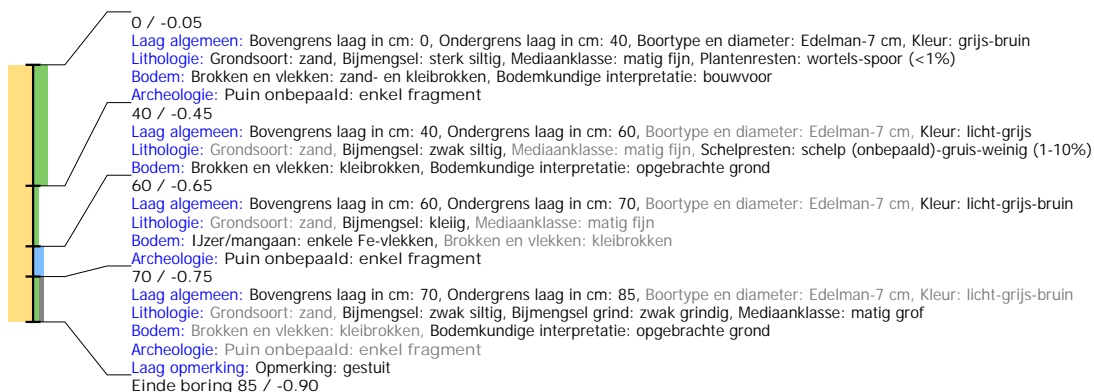 0 / -0.05
Laag algemeen: Bovengrens laag in cm: 0, Ondergrens laag in cm: 40, Boortype en diameter: Edelman-7 cm, Kleur: grijs-bruin
Lithologie: Grondsoort: zand, Bijmengsel: sterk siltig, Mediaanklasse: matig fijn, Plantenresten: wortels-spoor (<1%)
Bodem: Brokken en vlekken: zand- en kleibrokken, Bodemkundige interpretatie: bouwvoor
Archeologie: Puin onbepaald: enkel fragment
40 / -0.45
Laag algemeen: Bovengrens laag in cm: 40, Ondergrens laag in cm: 60, Boortype en diameter: Edelman-7 cm, Kleur: licht-grijs
Lithologie: Grondsoort: zand, Bijmengsel: zwak siltig, Mediaanklasse: matig fijn, Schelpresten: schelp (onbepaald)-gruis-weinig (1-10%)
Bodem: Brokken en vlekken: kleibrokken, Bodemkundige interpretatie: opgebrachte grond
60 / -0.65
Laag algemeen: Bovengrens laag in cm: 60, Ondergrens laag in cm: 70, Boortype en diameter: Edelman-7 cm, Kleur: licht-grijs-bruin
Lithologie: Grondsoort: zand, Bijmengsel: kleiig, Mediaanklasse: matig fijn
Bodem: IJzer/mangaan: enkele Fe-vlekken, Brokken en vlekken: kleibrokken
Archeologie: Puin onbepaald: enkel fragment
70 / -0.75
Laag algemeen: Bovengrens laag in cm: 70, Ondergrens laag in cm: 85, Boortype en diameter: Edelman-7 cm, Kleur: licht-grijs-bruin
Lithologie: Grondsoort: zand, Bijmengsel: zwak siltig, Bijmengsel grind: zwak grindig, Mediaanklasse: matig grof
Bodem: Brokken en vlekken: kleibrokken, Bodemkundige interpretatie: opgebrachte grond
Archeologie: Puin onbepaald: enkel fragment
Laag opmerking: Opmerking: gestuit
Einde boring 85 / -0.90